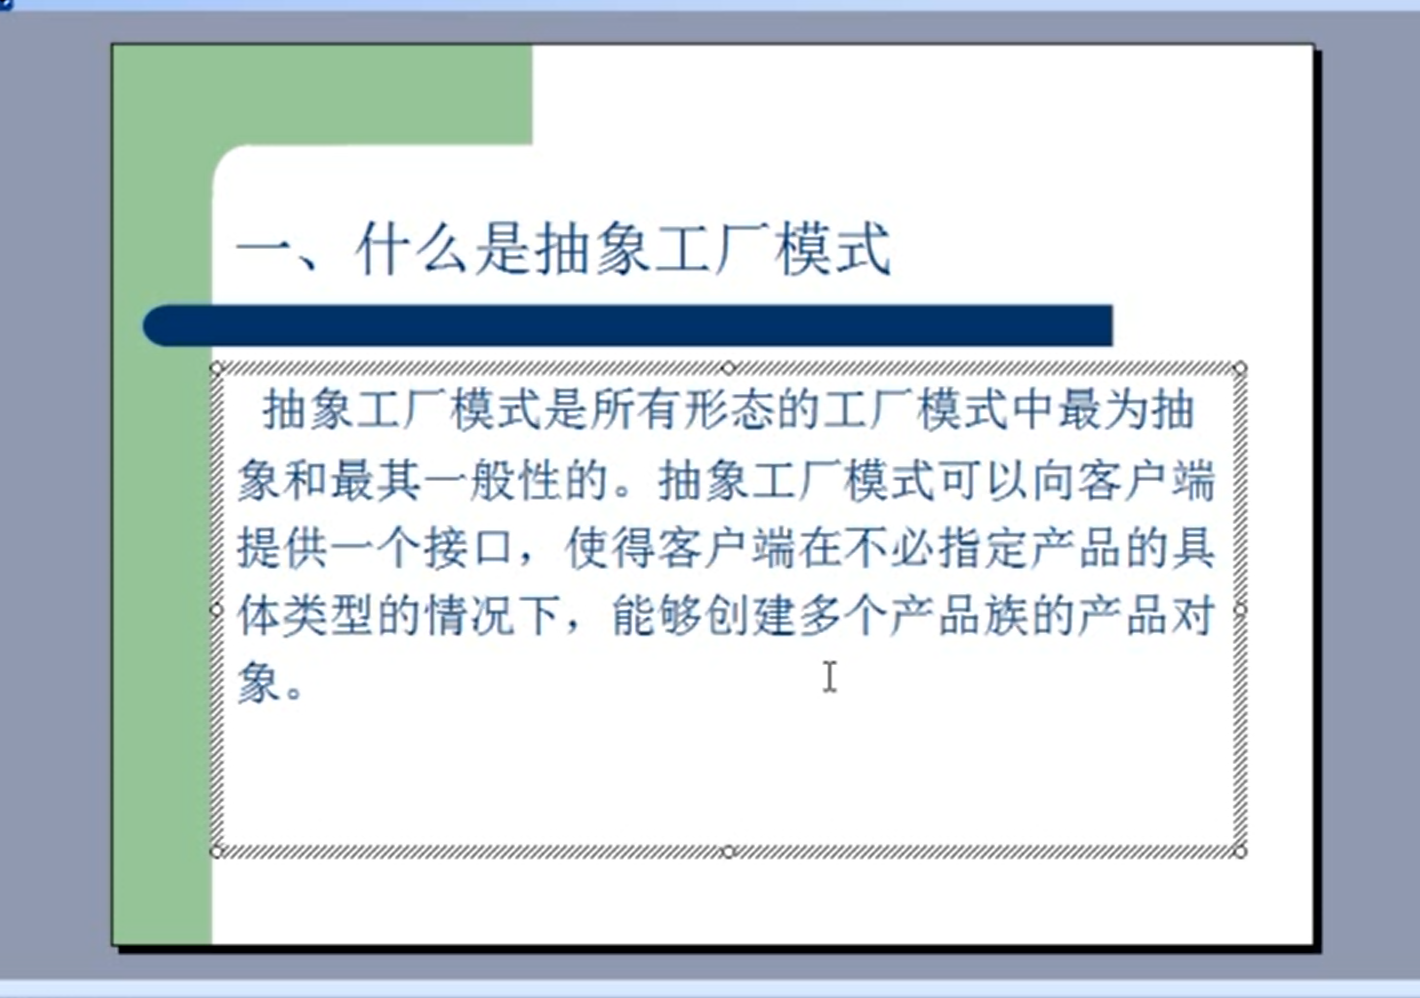 一、什么是抽象工厂模式
抽象工厂模式是所有形态的工厂模式中最为抽
象和最其一般性的。抽象工厂模式可以向客户端
提供一个接口，使得客户端在不必指定产品的具
体类型的情况下，能够创建多个产品族的产品对
象。